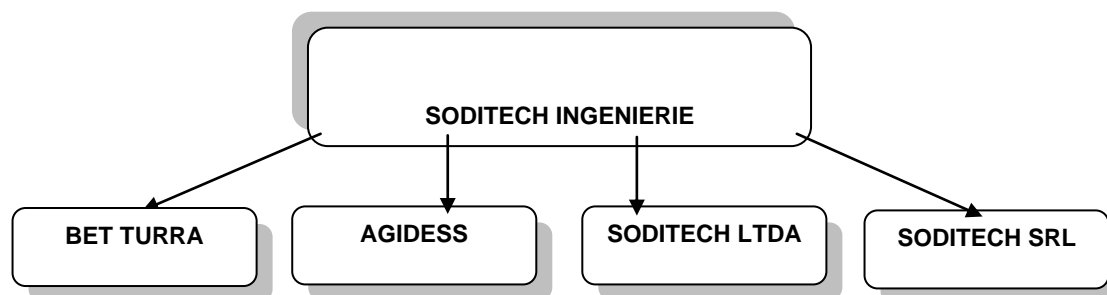 SODITECH INGENIERIE
BET TURRA
AGIDESS
SODITECH LTDA
SODITECH SRL